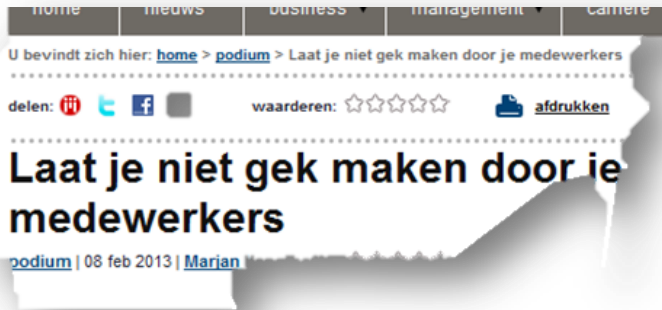 home nieuws business management carriere
U bevindt zich hier: home > podium > Laat je niet gek maken door je medewerkers
delen: waarderen: afdrukken
Laat je niet gek maken door je
medewerkers
podium | 08 feb 2013 | Marjan